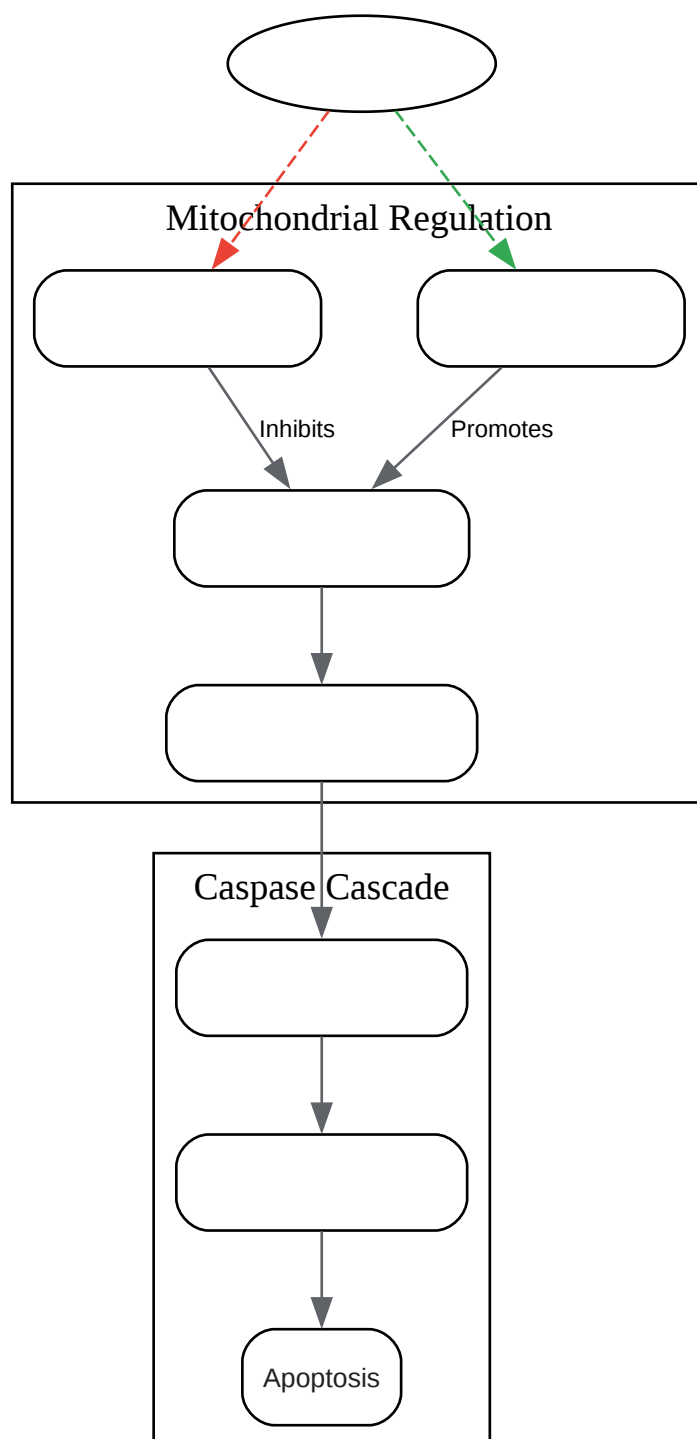 Mitochondrial Regulation
Inhibits
Promotes
Caspase Cascade
Apoptosis